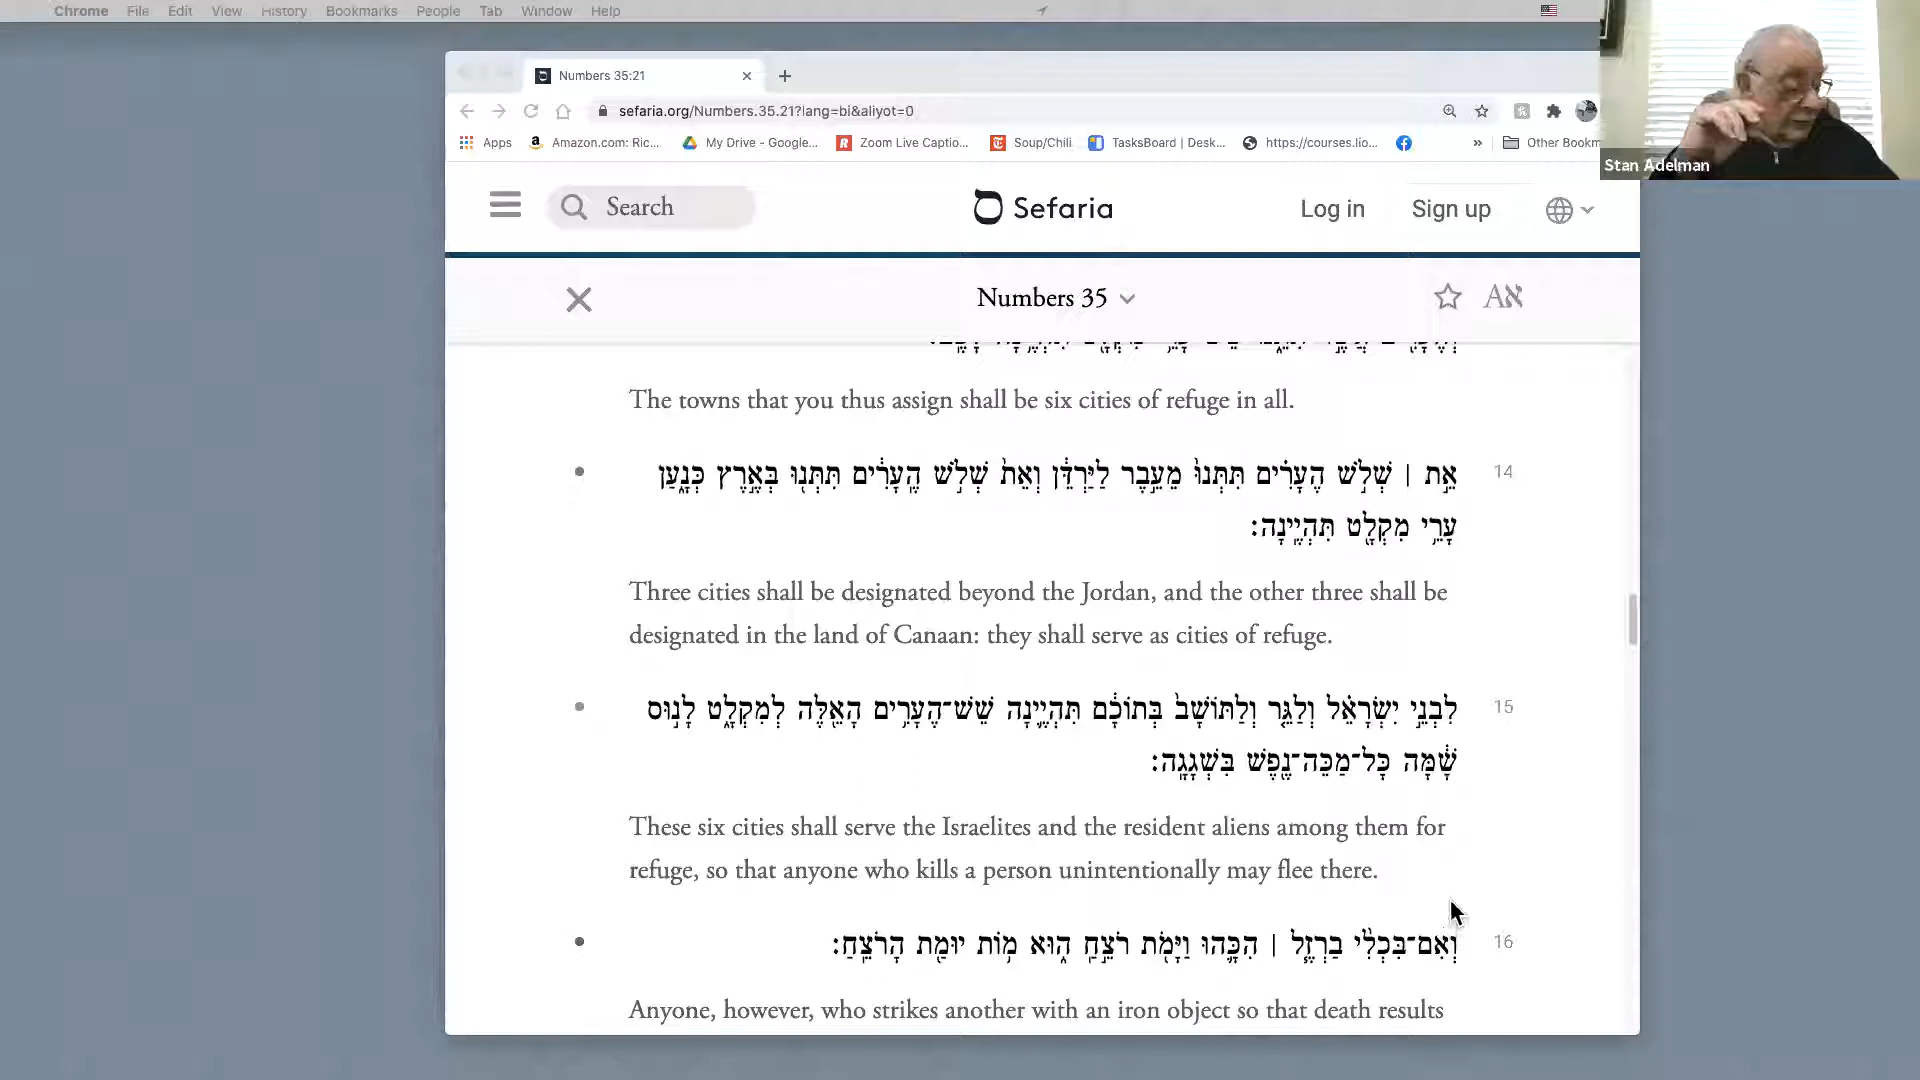 Chrome File Edit View History Bookmarks People Tab Window Help
Numbers 35:21
sefaria.org/Numbers.35.21?lang=bi&aliyot=0
Apps Amazon.com: Ric... My Drive - Google... Zoom Live Captio... Soup/Chili TasksBoard | Desk... https://courses.lio... » Other Bookm
Stan Adelman
Search Sefaria Log in Sign up
Numbers 35
The towns that you thus assign shall be six cities of refuge in all.
אֵ֣ת ׀ שְׁלֹ֣שׁ הֶעָרִ֗ים תִּתְּנוּ֙ מֵעֵ֣בֶר לַיַּרְדֵּ֔ן וְאֵת֙ שְׁלֹ֣שׁ הֶֽעָרִ֔ים תִּתְּנ֖וּ בְּאֶ֣רֶץ כְּנָ֑עַן 14
עָרֵ֥י מִקְלָ֖ט תִּהְיֶֽינָה׃
Three cities shall be designated beyond the Jordan, and the other three shall be
designated in the land of Canaan: they shall serve as cities of refuge.
לִבְנֵ֣י יִשְׂרָאֵ֗ל וְלַגֵּ֤ר וְלַתּוֹשָׁב֙ בְּתוֹכָ֔ם תִּהְיֶ֛ינָה שֵׁשׁ־הֶעָרִ֥ים הָאֵ֖לֶּה לְמִקְלָ֑ט לָנ֣וּס 15
שָׁ֔מָּה כׇּל־מַכֵּה־נֶ֖פֶשׁ בִּשְׁגָגָֽה׃
These six cities shall serve the Israelites and the resident aliens among them for
refuge, so that anyone who kills a person unintentionally may flee there.
וְאִם־בִּכְלִ֨י בַרְזֶ֧ל ׀ הִכָּ֛הוּ וַיָּמֹ֖ת רֹצֵ֣חַֽ ה֑וּא מ֥וֹת יוּמַ֖ת הָרֹצֵֽחַ׃ 16
Anyone, however, who strikes another with an iron object so that death results